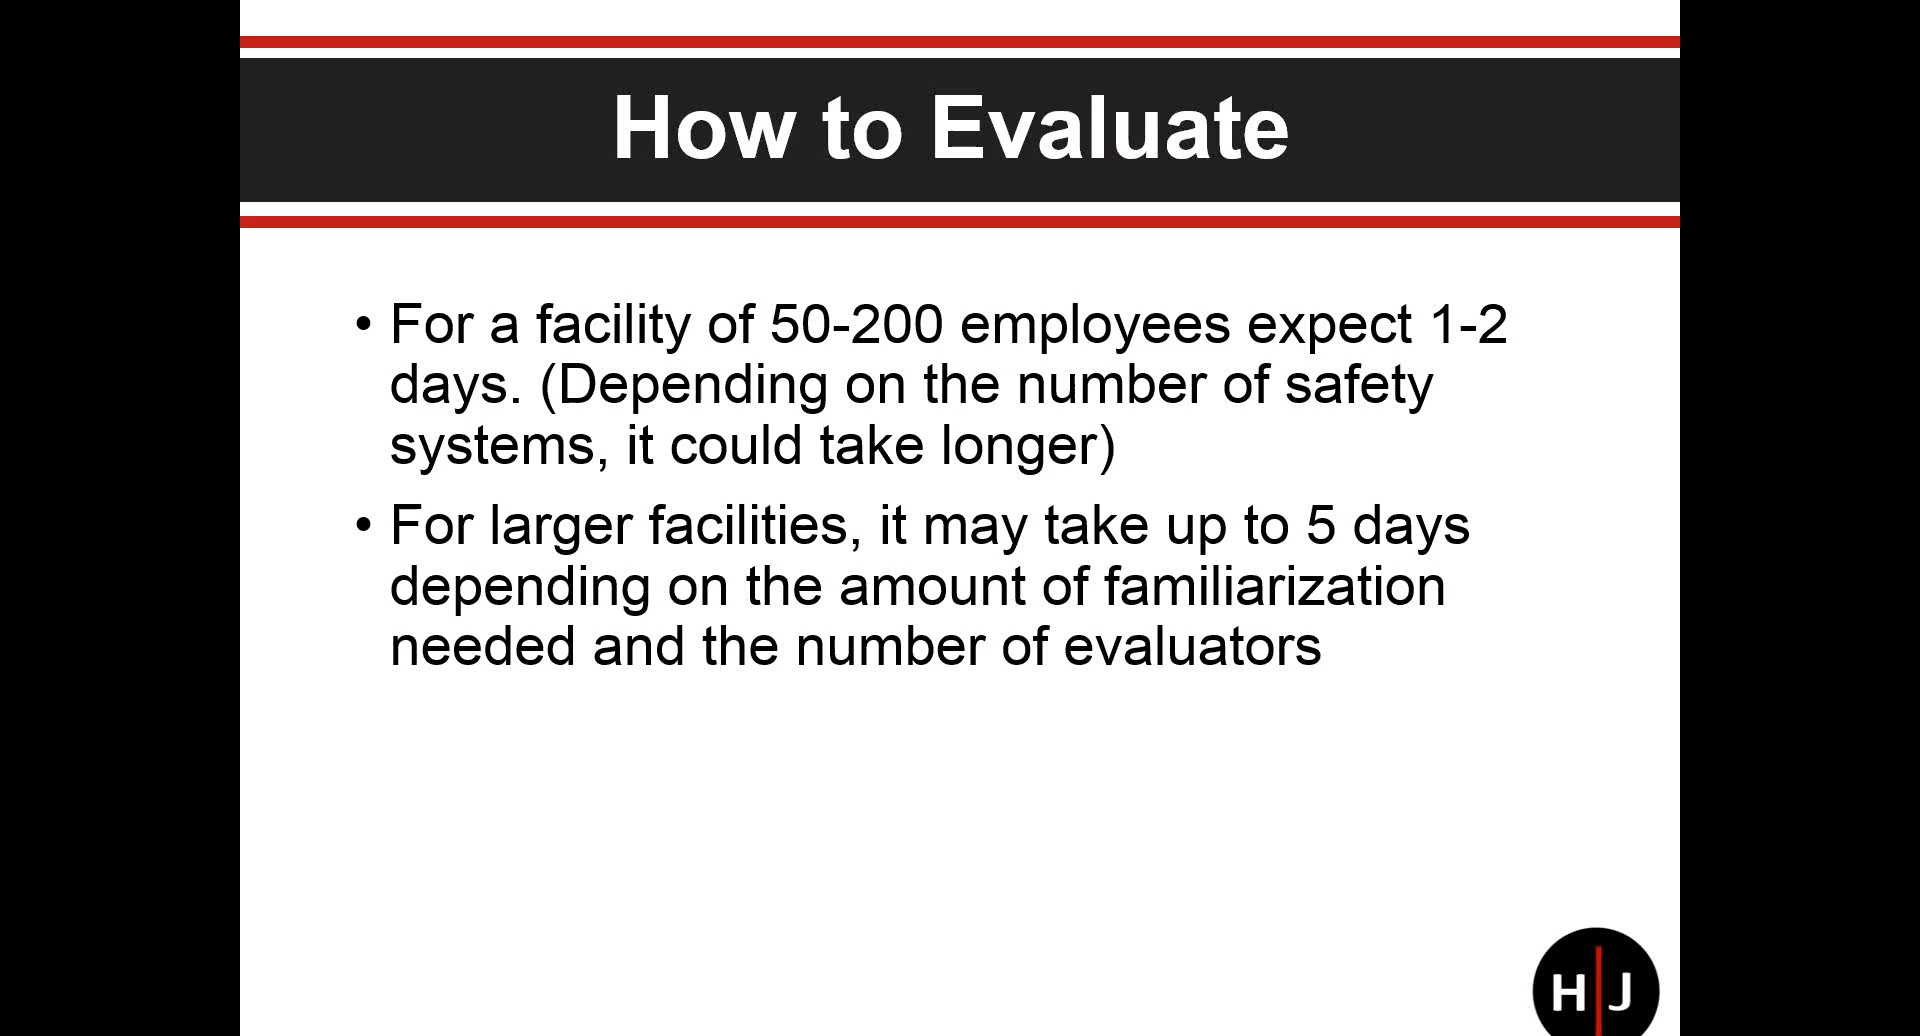 How to Evaluate
• For a facility of 50-200 employees expect 1-2
days. (Depending on the number of safety
systems, it could take longer)
• For larger facilities, it may take up to 5 days
depending on the amount of familiarization
needed and the number of evaluators
H J